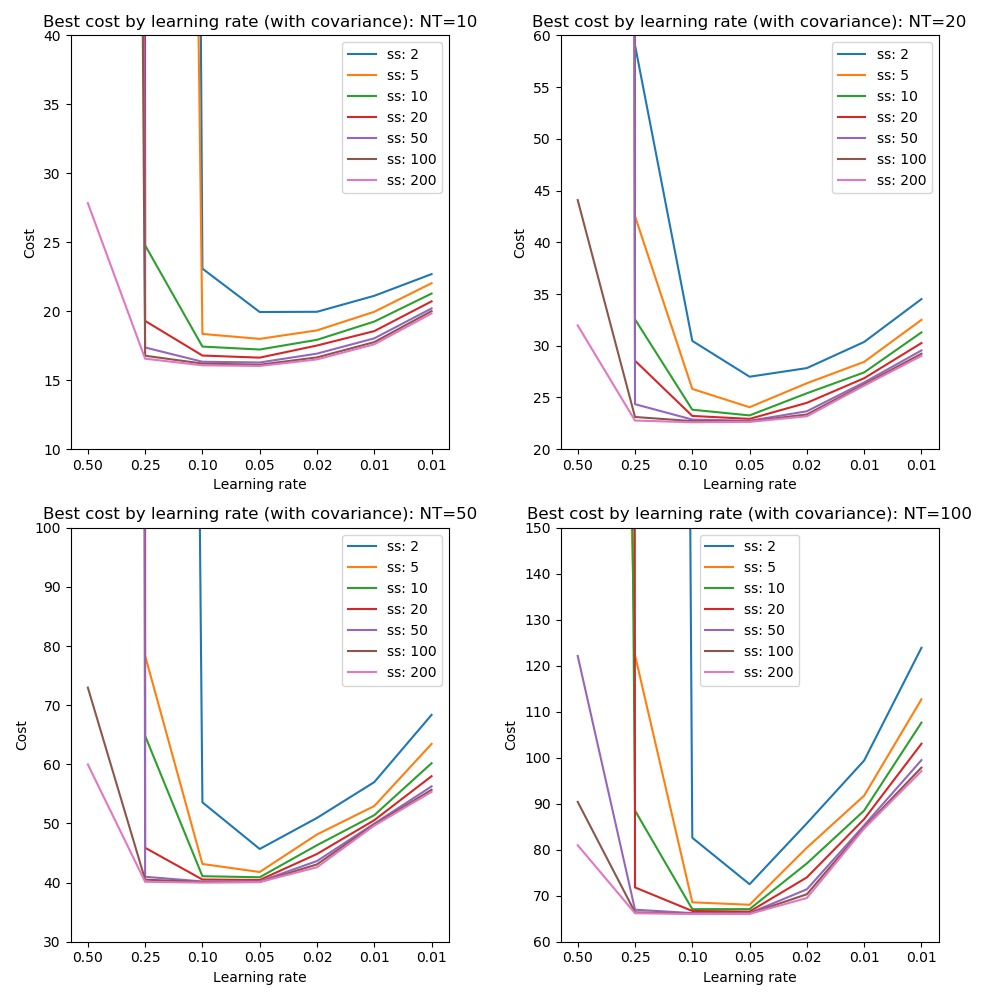 Best cost by learning rate (with covariance): NT=10
40
35
30
25
20
15
10
Cost
0.50 0.25 0.10 0.05 0.02 0.01 0.01
Learning rate
ss: 2
ss: 5
ss: 10
ss: 20
ss: 50
ss: 100
ss: 200
Best cost by learning rate (with covariance): NT=20
60
55
50
45
40
35
30
25
20
Cost
0.50 0.25 0.10 0.05 0.02 0.01 0.01
Learning rate
ss: 2
ss: 5
ss: 10
ss: 20
ss: 50
ss: 100
ss: 200
Best cost by learning rate (with covariance): NT=50
100
90
80
70
60
50
40
30
Cost
0.50 0.25 0.10 0.05 0.02 0.01 0.01
Learning rate
ss: 2
ss: 5
ss: 10
ss: 20
ss: 50
ss: 100
ss: 200
Best cost by learning rate (with covariance): NT=100
150
140
130
120
110
100
90
80
70
60
Cost
0.50 0.25 0.10 0.05 0.02 0.01 0.01
Learning rate
ss: 2
ss: 5
ss: 10
ss: 20
ss: 50
ss: 100
ss: 200